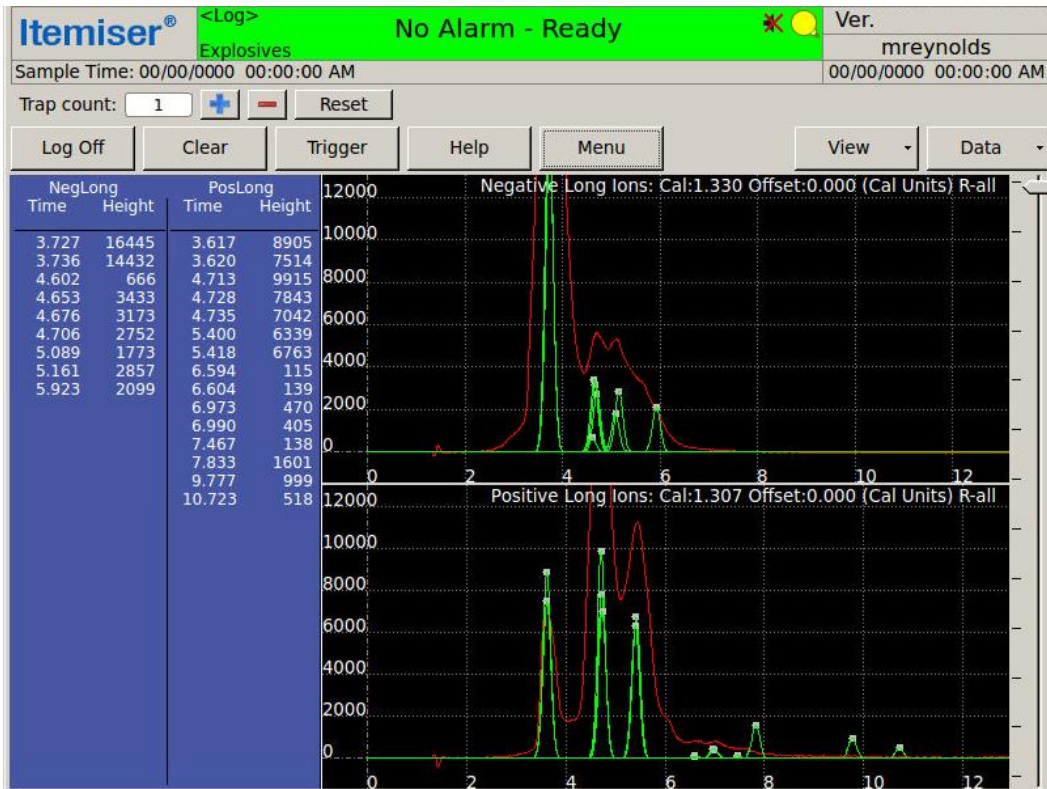 Itemiser®
<Log>
Explosives
No Alarm - Ready
Ver.
mreynolds
Sample Time: 00/00/0000 00:00:00 AM
00/00/0000 00:00:00 AM
Trap count: 1 Reset
Log Off Clear Trigger Help Menu View Data
NegLong PosLong
Time Height Time Height
3.727 16445 3.617 8905
3.736 14432 3.620 7514
4.602 666 4.713 9915
4.653 3433 4.728 7843
4.676 3173 4.735 7042
4.706 2752 5.400 6339
5.089 1773 5.418 6763
5.161 2857 6.594 115
5.923 2099 6.604 139
6.973 470
6.990 405
7.467 138
7.833 1601
9.777 999
10.723 518
Negative Long Ions: Cal:1.330 Offset:0.000 (Cal Units) R-all
12000
10000
8000
6000
4000
2000
0
0 2 4 6 8 10 12
Positive Long Ions: Cal:1.307 Offset:0.000 (Cal Units) R-all
12000
10000
8000
6000
4000
2000
0
0 2 4 6 8 10 12